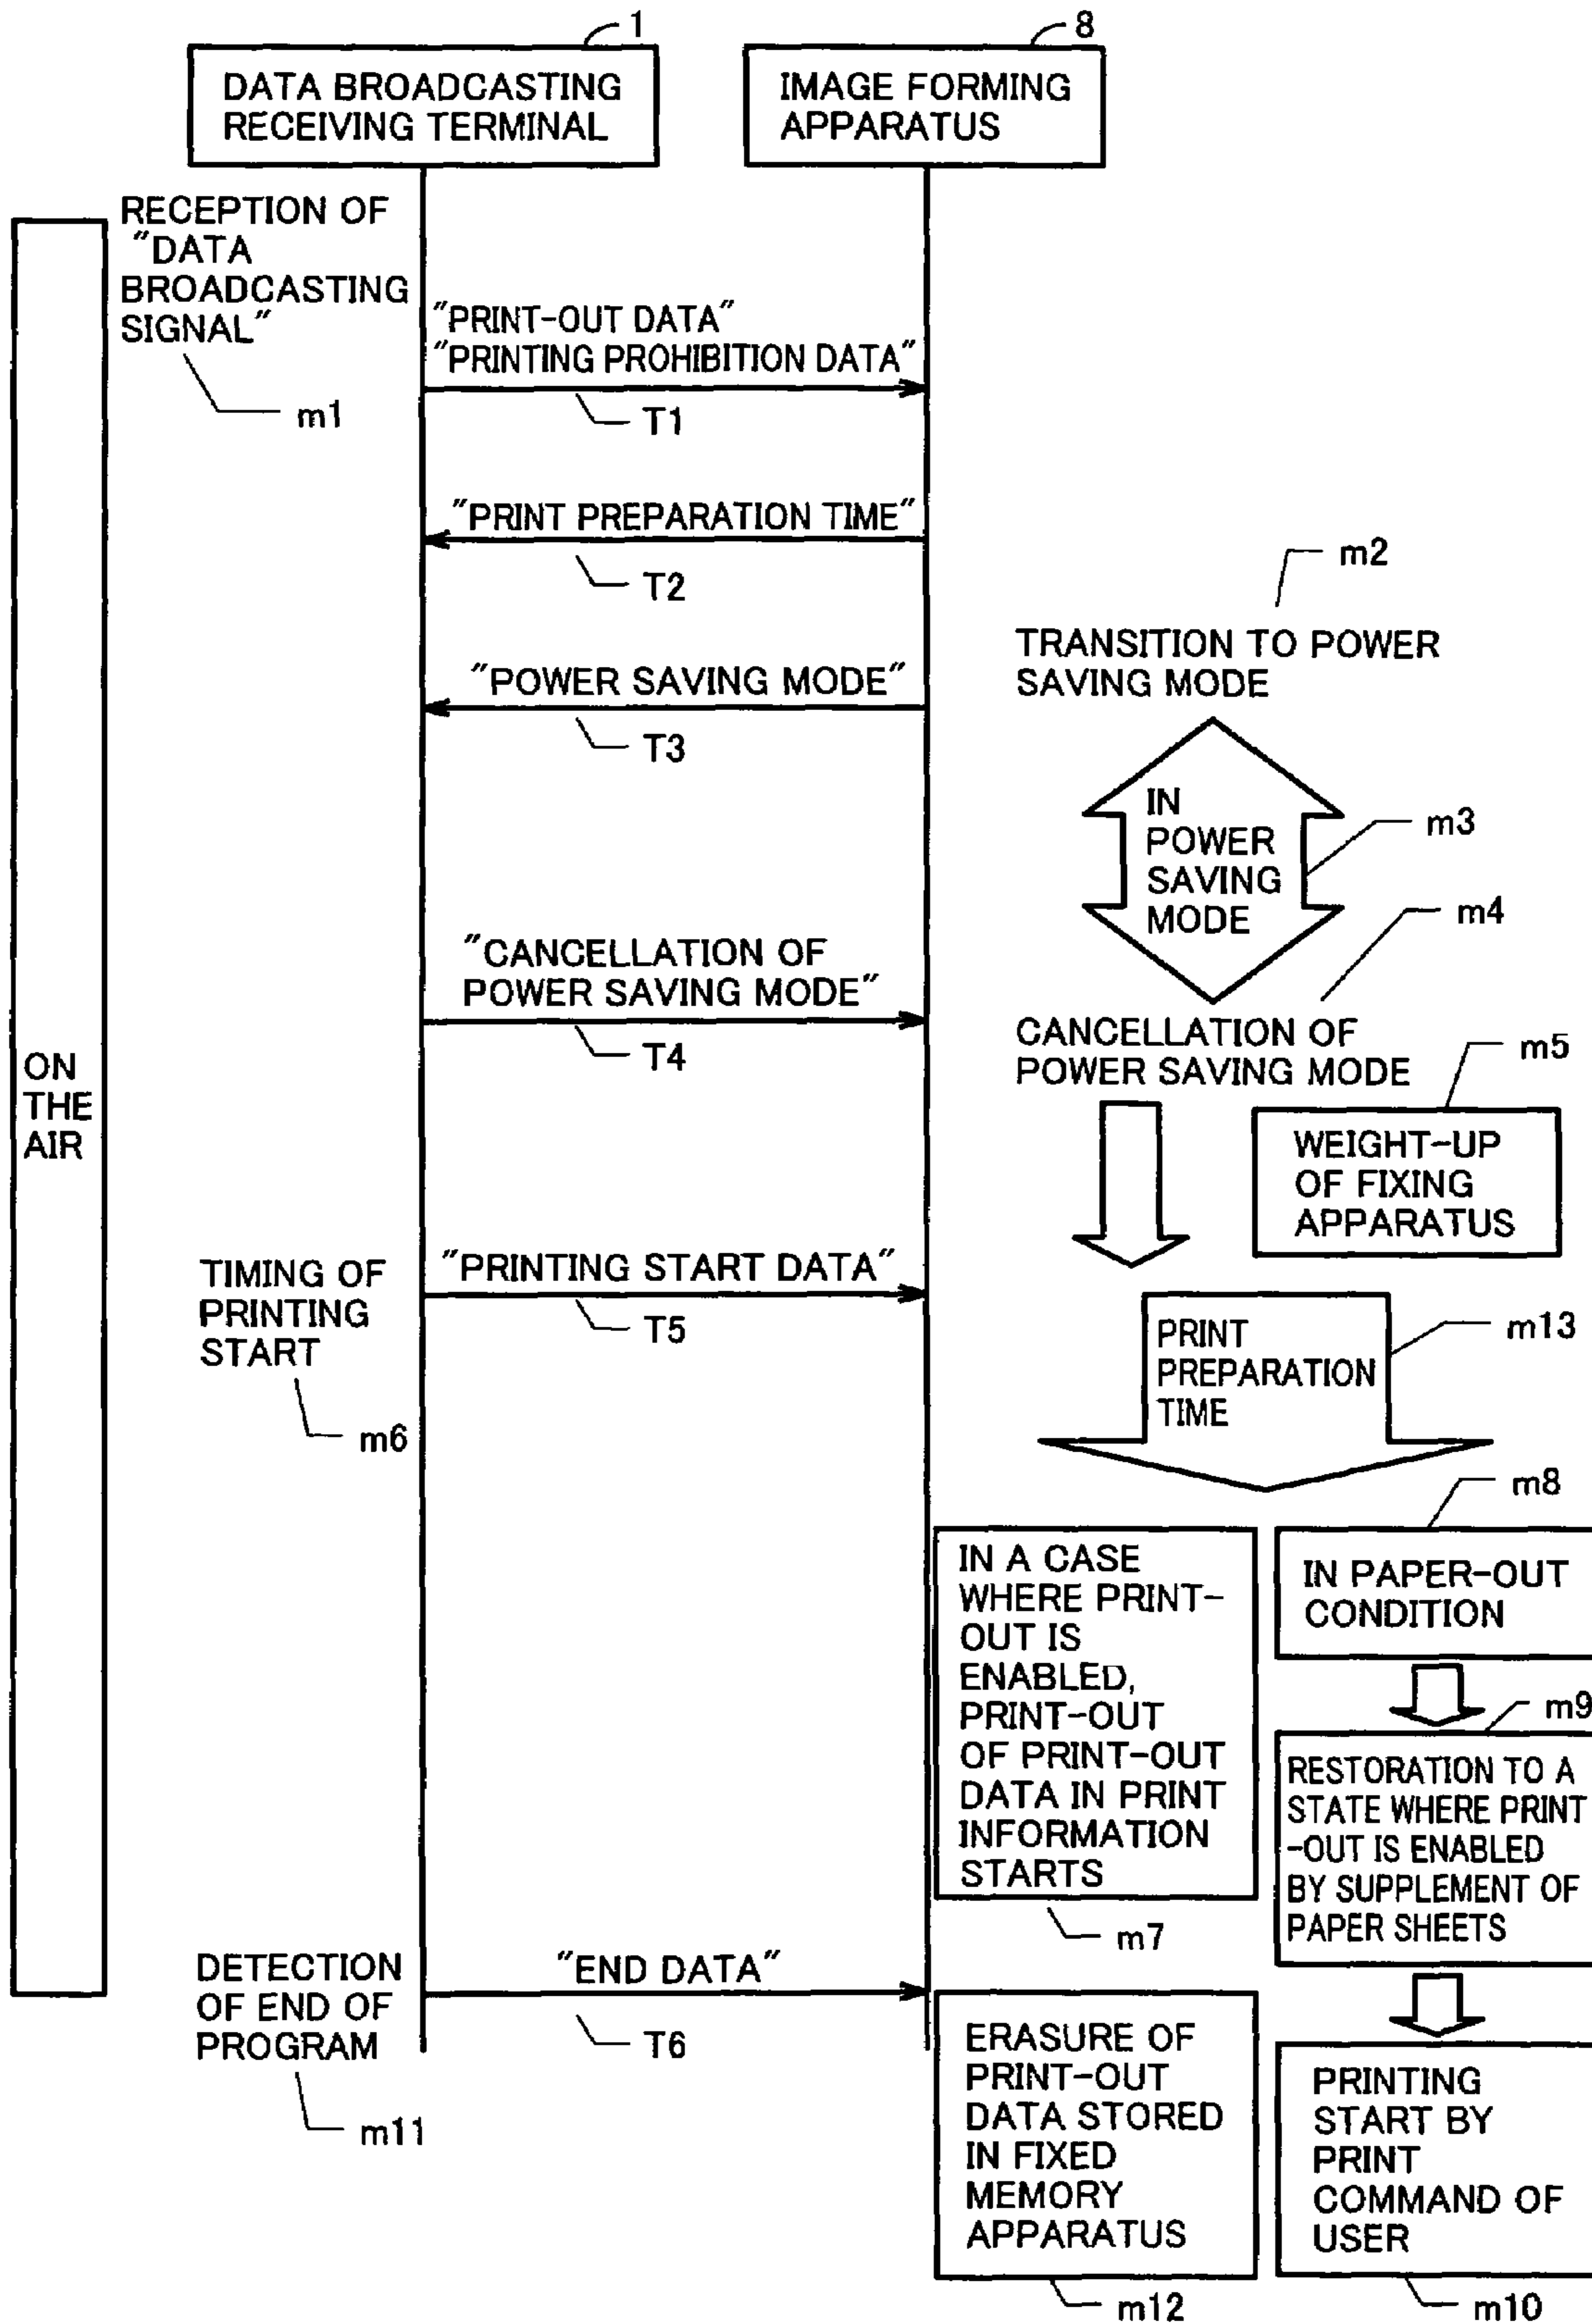 1
8
DATA BROADCASTING
RECEIVING TERMINAL
IMAGE FORMING
APPARATUS
RECEPTION OF
"DATA
BROADCASTING
SIGNAL"
m1
"PRINT-OUT DATA"
"PRINTING PROHIBITION DATA"
T1
"PRINT PREPARATION TIME"
T2
m2
TRANSITION TO POWER
SAVING MODE
"POWER SAVING MODE"
T3
IN
POWER
SAVING
MODE
m3
m4
"CANCELLATION OF
POWER SAVING MODE"
T4
CANCELLATION OF
POWER SAVING MODE
m5
ON
THE
AIR
WEIGHT-UP
OF FIXING
APPARATUS
TIMING OF
PRINTING
START
m6
"PRINTING START DATA"
T5
PRINT
PREPARATION
TIME
m13
m8
IN A CASE
WHERE PRINT-
OUT IS
ENABLED,
PRINT-OUT
OF PRINT-OUT
DATA IN PRINT
INFORMATION
STARTS
m7
IN PAPER-OUT
CONDITION
m9
RESTORATION TO A
STATE WHERE PRINT
-OUT IS ENABLED
BY SUPPLEMENT OF
PAPER SHEETS
DETECTION
OF END OF
PROGRAM
m11
"END DATA"
T6
ERASURE OF
PRINT-OUT
DATA STORED
IN FIXED
MEMORY
APPARATUS
m12
PRINTING
START BY
PRINT
COMMAND OF
USER
m10